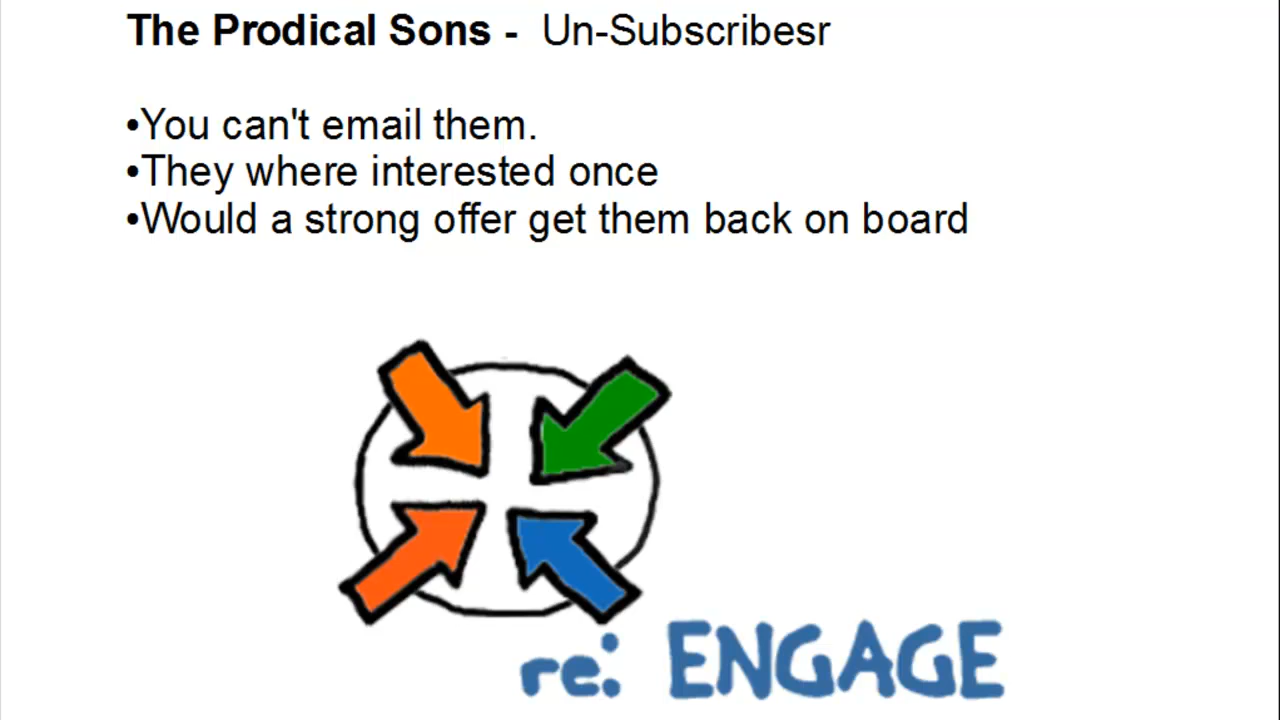 The Prodical Sons - Un-Subscribesr
•You can't email them.
•They where interested once
•Would a strong offer get them back on board
re: ENGAGE